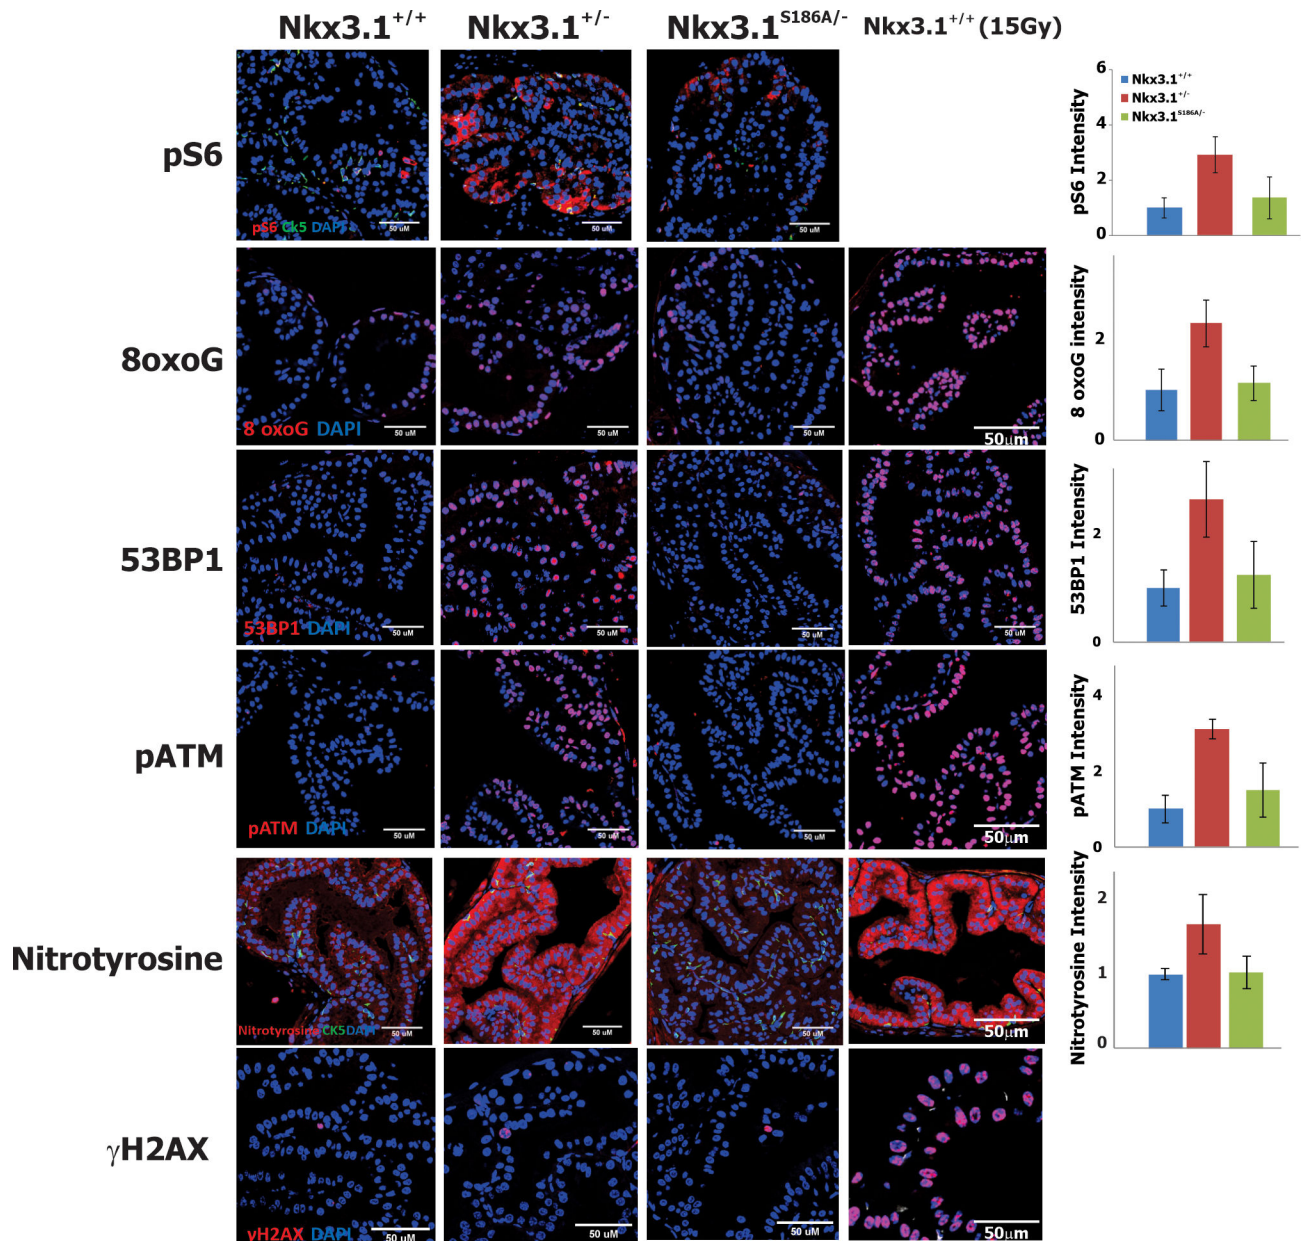 Nkx3.1+/+ Nkx3.1+/- Nkx3.1S186A/- Nkx3.1+/+ (15Gy)
pS6
pS6 Ck5 DAPI
50 uM
50 uM
50 uM
pS6 Intensity
6
4
2
0
Nkx3.1+/+
Nkx3.1+/-
Nkx3.1S186A/-
8oxoG
8 oxoG DAPI
50 uM
50 uM
50 uM
50µm
8 oxoG intensity
2
0
53BP1
53BP1 DAPI
50 uM
50 uM
50 uM
50 uM
53BP1 Intensity
2
0
pATM
pATM DAPI
50 uM
50 uM
50 uM
50µm
pATM Intensity
4
2
0
Nitrotyrosine
Nitrotyrosine CK5 DAPI
50 uM
50 uM
50 uM
50µm
Nitrotyrosine Intensity
2
1
0
γH2AX
γH2AX DAPI
50 uM
50 uM
50 uM
50µm